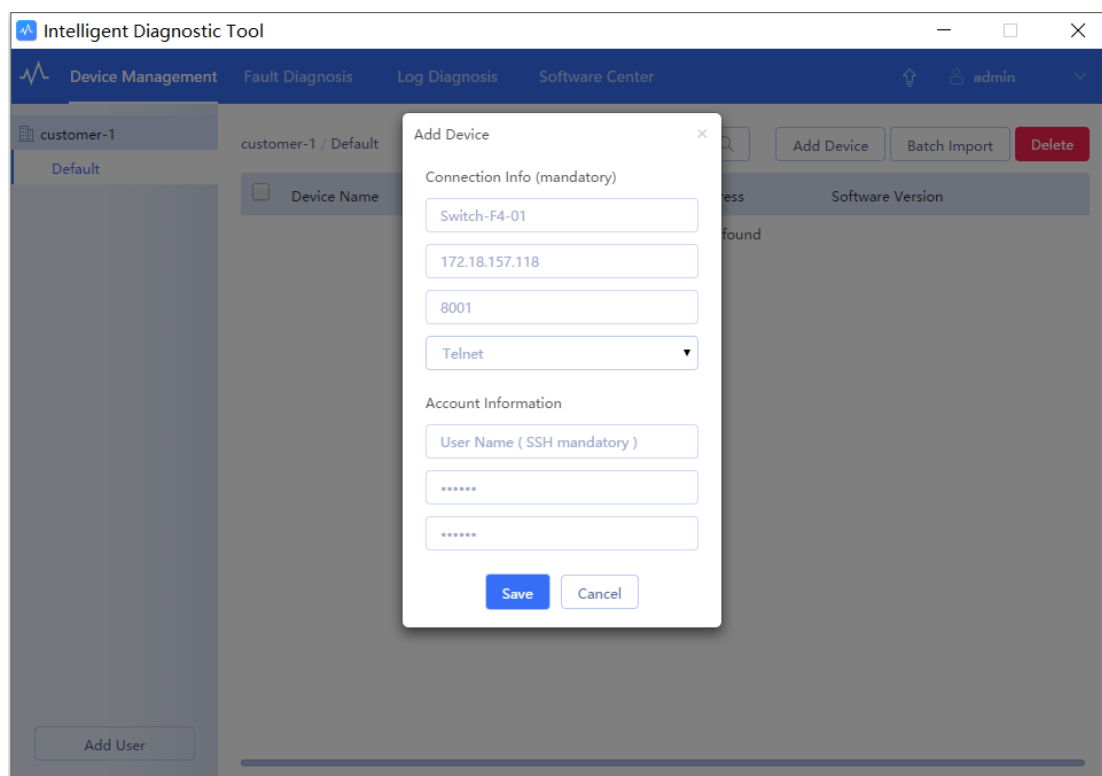 Intelligent Diagnostic Tool
Device Management Fault Diagnosis Log Diagnosis Software Center admin
customer-1
Default
Add User
customer-1 / Default
Add Device Batch Import Delete
Device Name ress Software Version
found
Add Device
Connection Info (mandatory)
Switch-F4-01
172.18.157.118
8001
Telnet
Account Information
User Name ( SSH mandatory )
••••••
••••••
Save Cancel